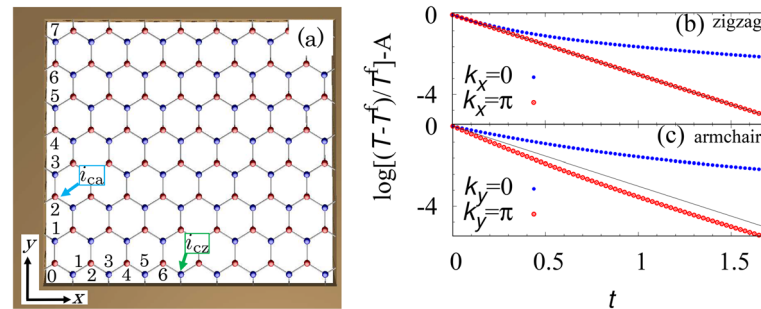 7
(a)
6
5
4
3
i_ca
2
1
i_cz
y
1 3 5
0 2 4 6
x
0
(b) zigzag
k_x=0
-4
k_x=π
log[(T-T^f)/T^f]-A
0
(c) armchair
k_y=0
-4
k_y=π
0 0.5 1 1.5
t